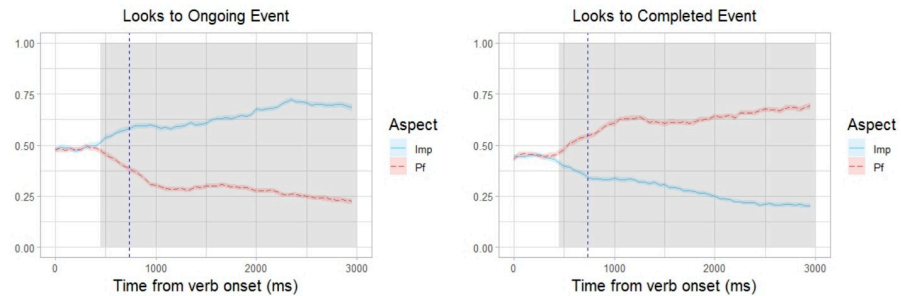 Looks to Ongoing Event
1.00
0.75
0.50
0.25
0.00
0
1000
2000
3000
Time from verb onset (ms)
Aspect
Imp
Pf
Looks to Completed Event
1.00
0.75
0.50
0.25
0.00
0
1000
2000
3000
Time from verb onset (ms)
Aspect
Imp
Pf